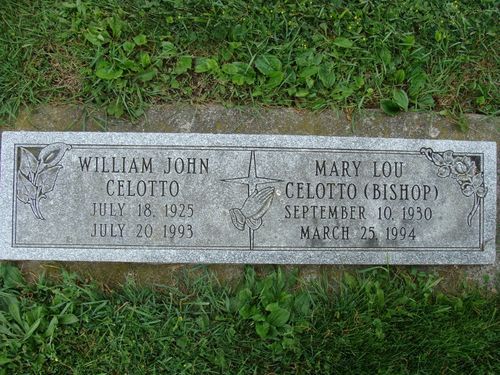 WILLIAM JOHN
CELOTTO
JULY 18, 1925
JULY 20 1993
MARY LOU
CELOTTO (BISHOP)
SEPTEMBER 10, 1930
MARCH 25, 1994